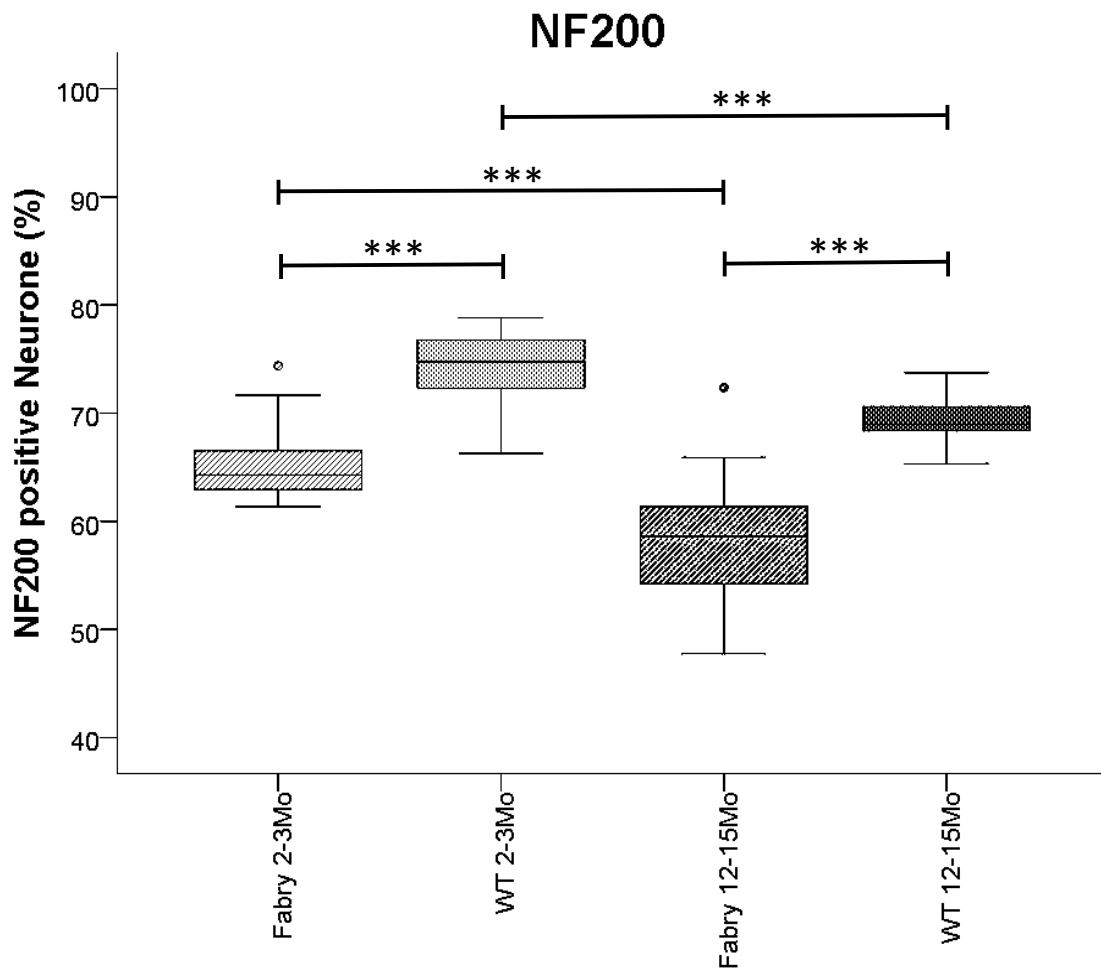 NF200
***
***
***
***
NF200 positive Neurone (%)
100
90
80
70
60
50
40
Fabry 2-3Mo
WT 2-3Mo
Fabry 12-15Mo
WT 12-15Mo